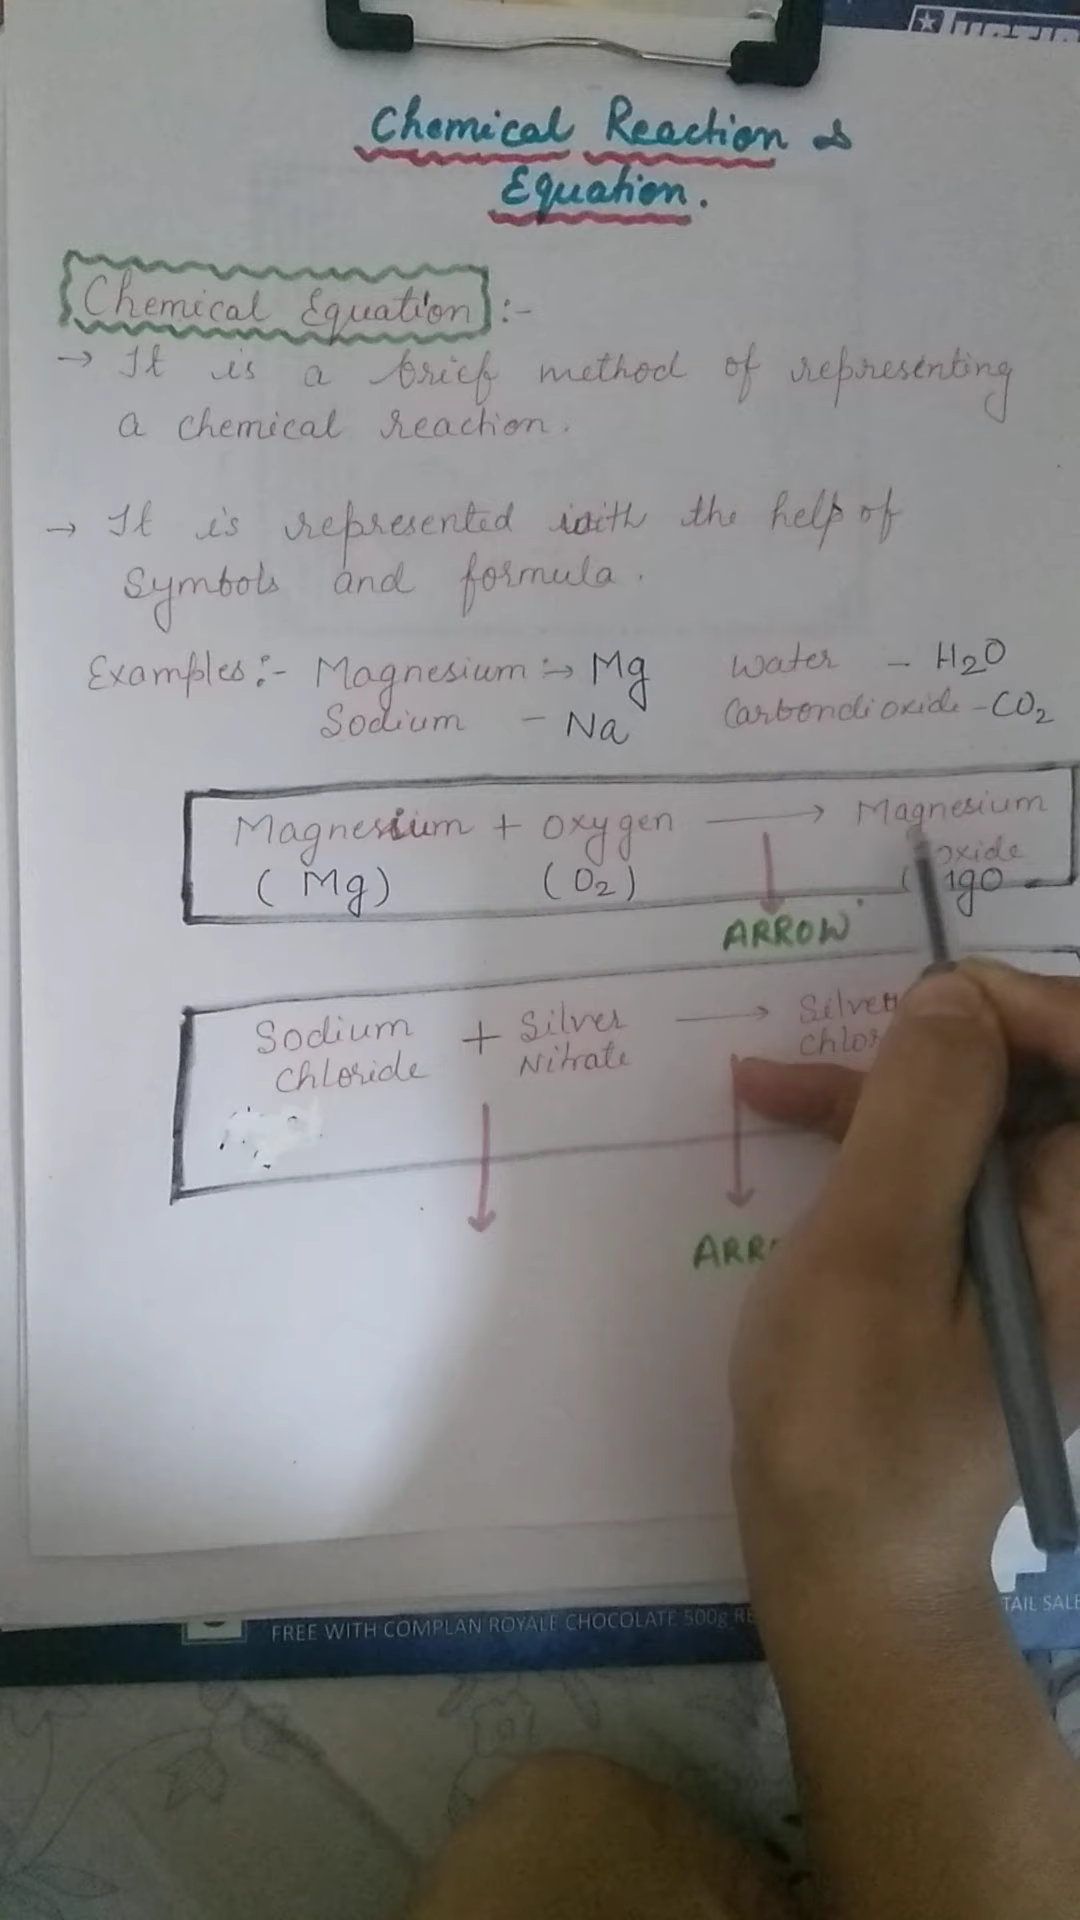 Chemical Reaction &
Equation.
Chemical Equation :-
→ It is a brief method of representing
a chemical reaction.
→ It is represented with the help of
Symbols and formula.
Examples :- Magnesium :→ Mg Water - H2O
Sodium - Na Carbondioxide - CO2
Magnesium + Oxygen → Magnesium
oxide
(Mg) (O2)
ARROW
Sodium + Silver →
Chloride Nitrate
FREE WITH COMPLAN ROYALE CHOCOLATE 500g
TAIL SALE